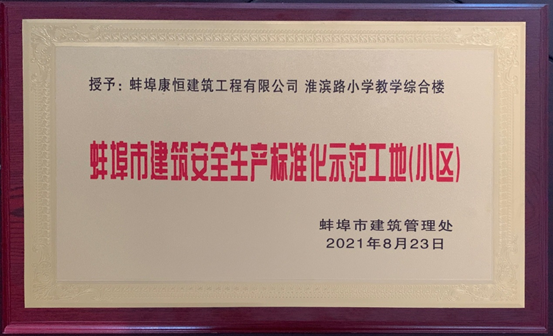 授予：蚌埠康恒建筑工程有限公司 淮滨路小学教学综合楼
蚌埠市建筑安全生产标准化示范工地(小区)
蚌埠市建筑管理处
2021年8月23日